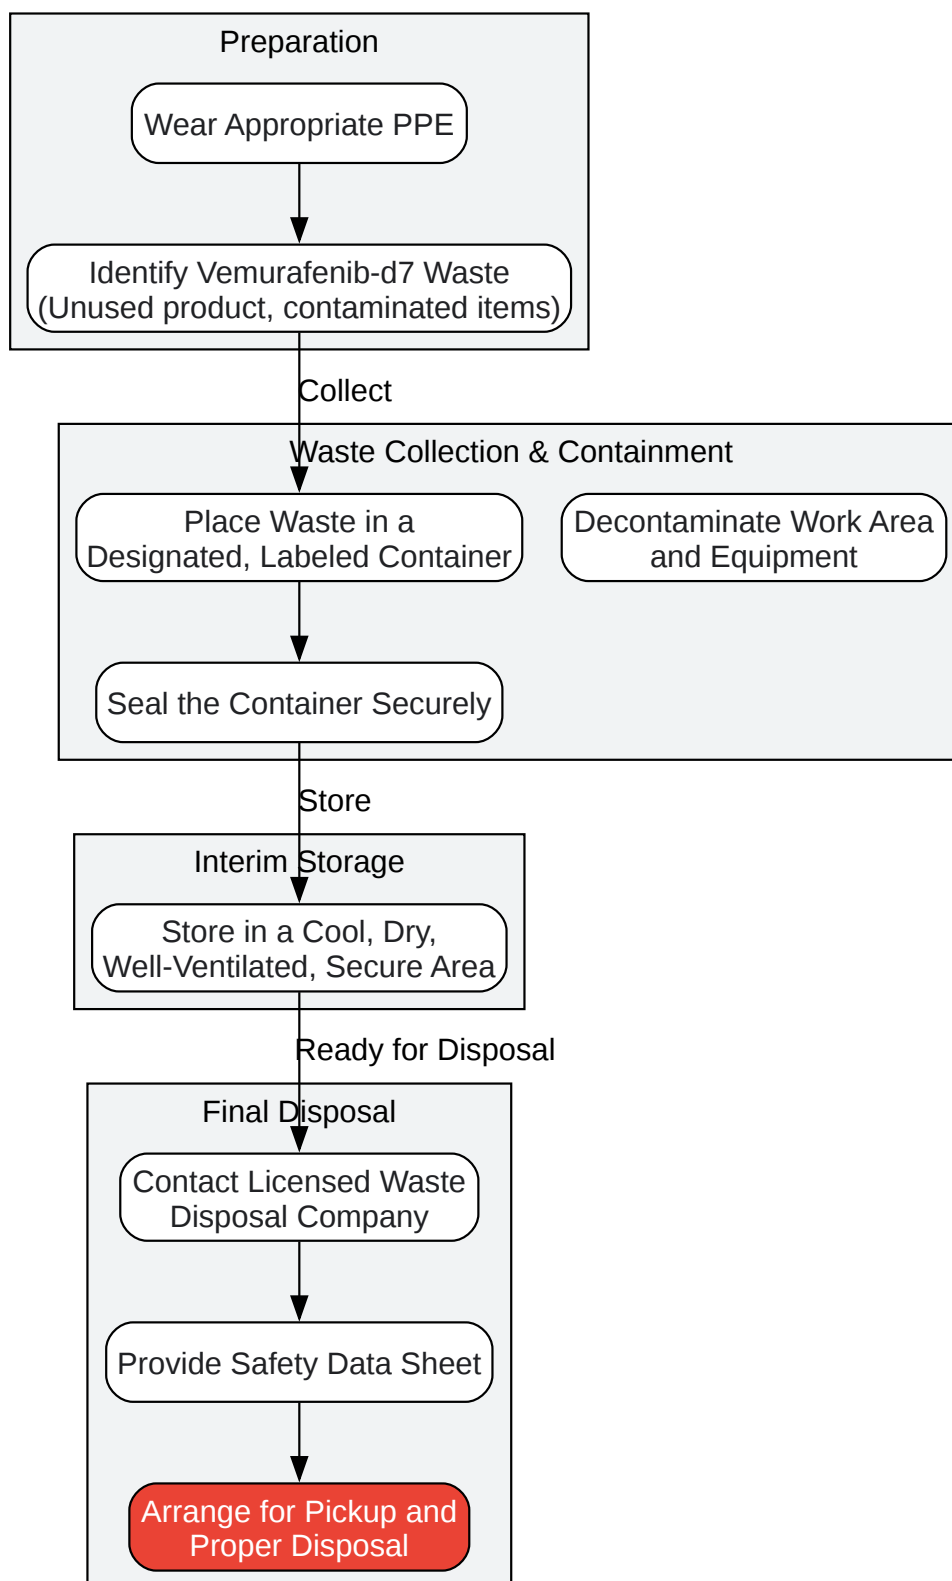 Preparation
Wear Appropriate PPE
Identify Vemurafenib-d7 Waste
(Unused product, contaminated items)
Collect
Waste Collection & Containment
Place Waste in a
Designated, Labeled Container
Decontaminate Work Area
and Equipment
Seal the Container Securely
Store
Interim Storage
Store in a Cool, Dry,
Well-Ventilated, Secure Area
Ready for Disposal
Final Disposal
Contact Licensed Waste
Disposal Company
Provide Safety Data Sheet
Arrange for Pickup and
Proper Disposal